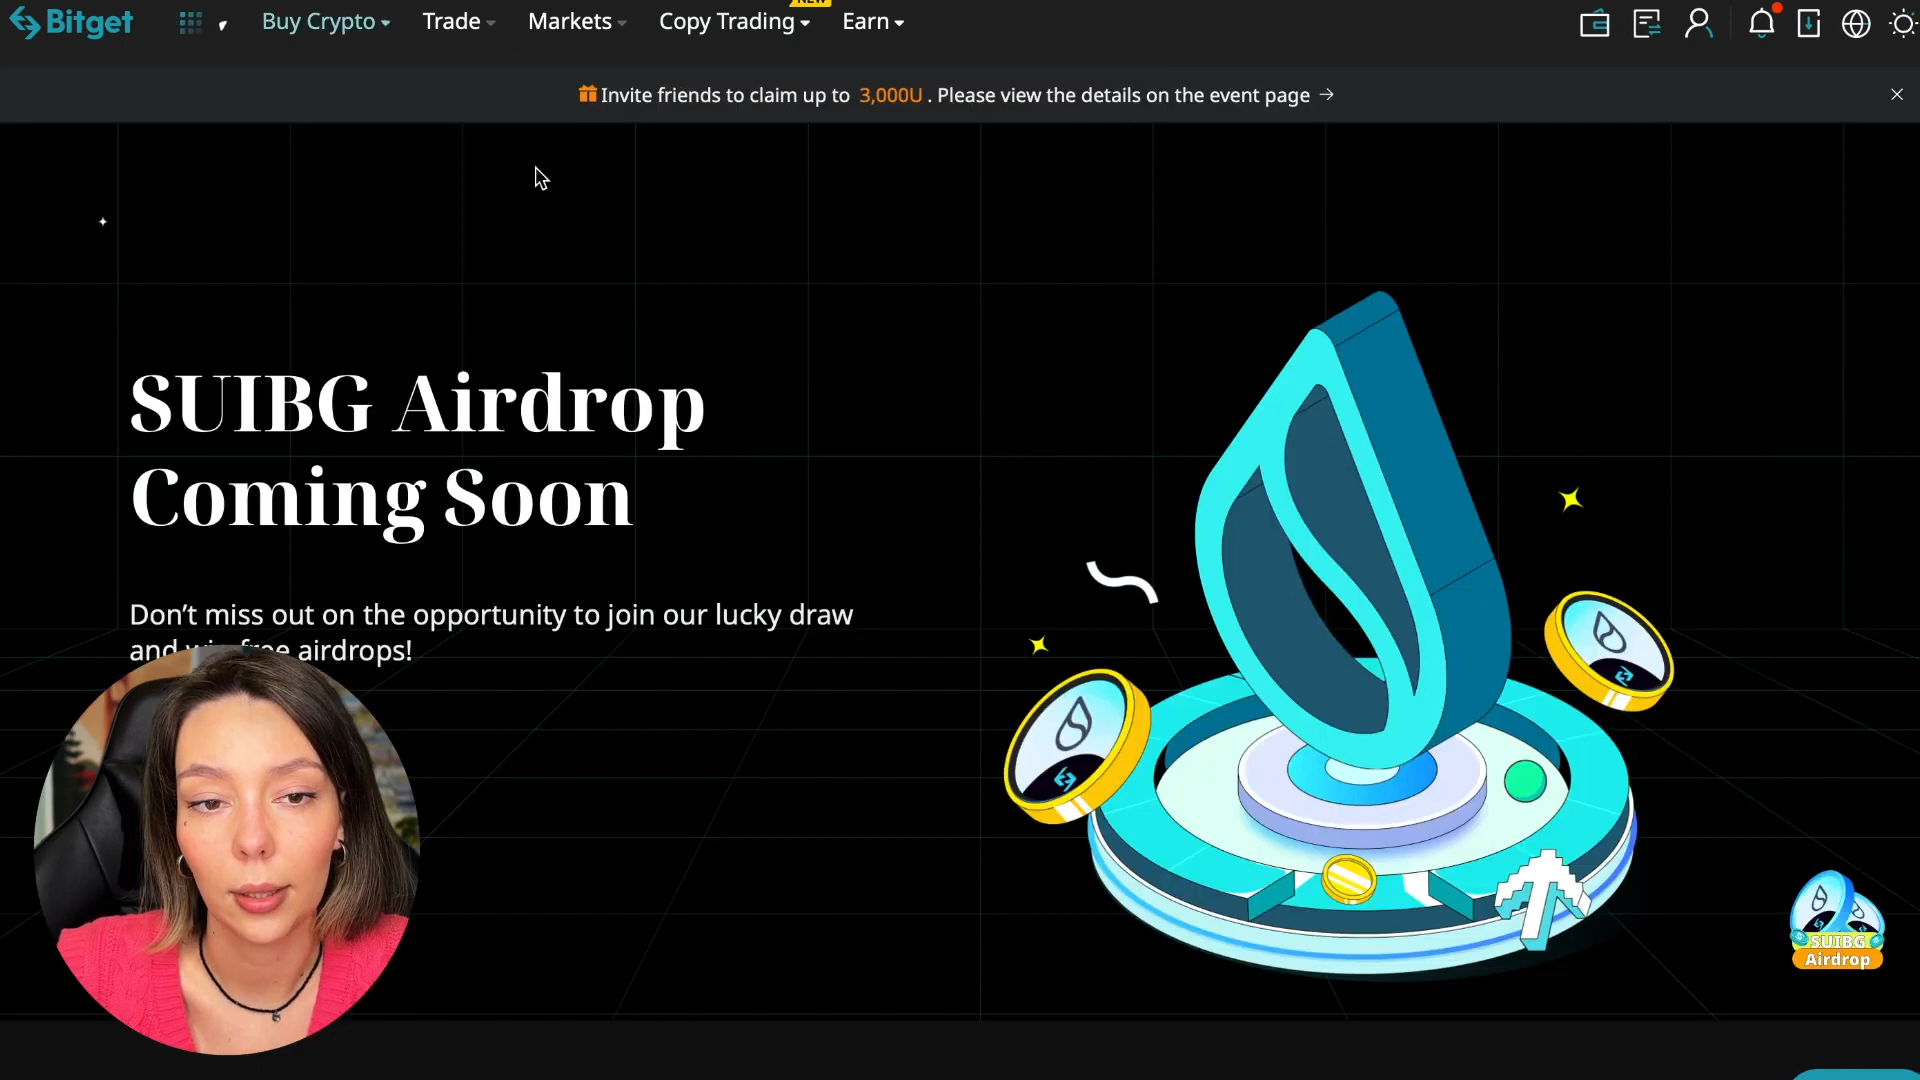 Bitget
Buy Crypto
Trade
Markets
Copy Trading
NEW
Earn
Invite friends to claim up to 3,000U . Please view the details on the event page →
SUIBG Airdrop
Coming Soon
Don’t miss out on the opportunity to join our lucky draw
and free airdrops!
SUIBG
Airdrop